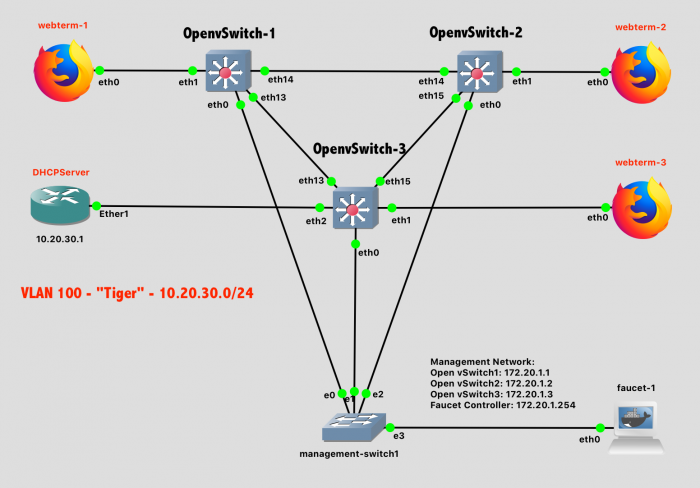 webterm-1
OpenvSwitch-1
OpenvSwitch-2
webterm-2
eth0
eth1
eth14
eth14
eth1
eth0
eth0
eth13
eth15
eth0
OpenvSwitch-3
DHCPServer
webterm-3
eth13
eth15
Ether1
eth2
eth1
eth0
10.20.30.1
eth0
VLAN 100 - "Tiger" - 10.20.30.0/24
Management Network:
Open vSwitch1: 172.20.1.1
Open vSwitch2: 172.20.1.2
Open vSwitch3: 172.20.1.3
Faucet Controller: 172.20.1.254
faucet-1
e0
e1
e2
e3
eth0
management-switch1